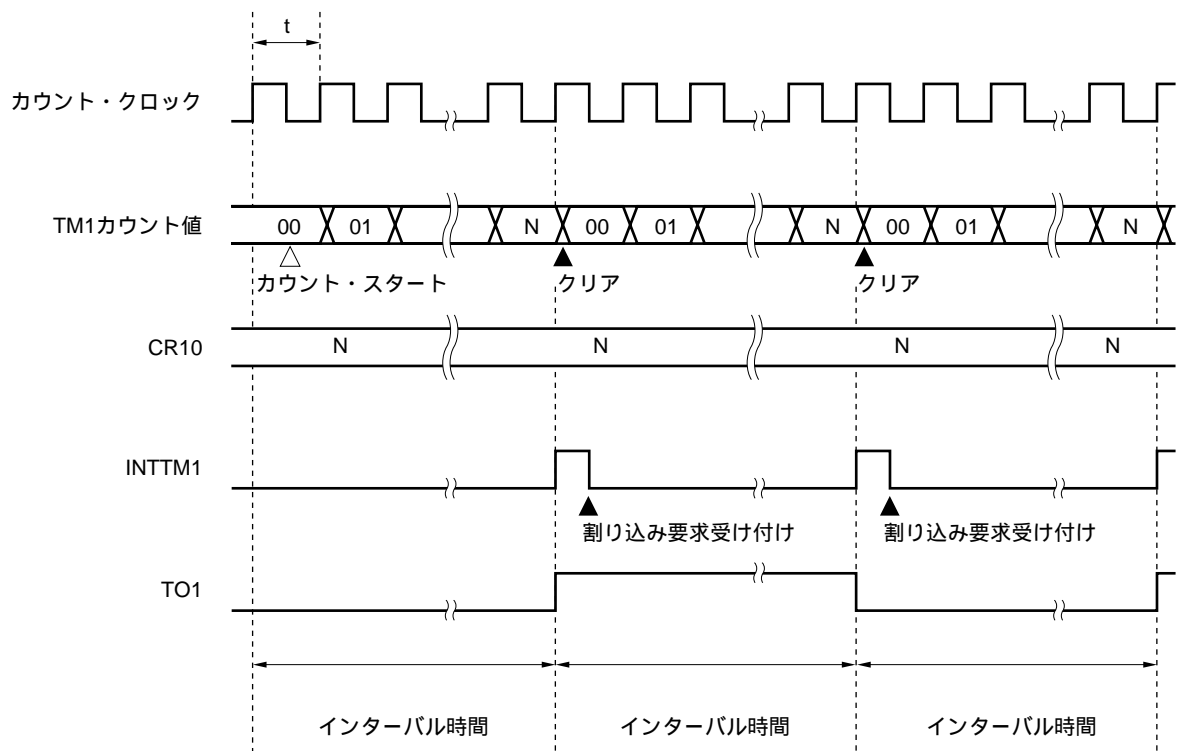 t
カウント・クロック
TM1カウント値 00 01 N 00 01 N 00 01 N
カウント・スタート クリア クリア
CR10 N N N N
INTTM1
割り込み要求受け付け 割り込み要求受け付け
TO1
インターバル時間 インターバル時間 インターバル時間